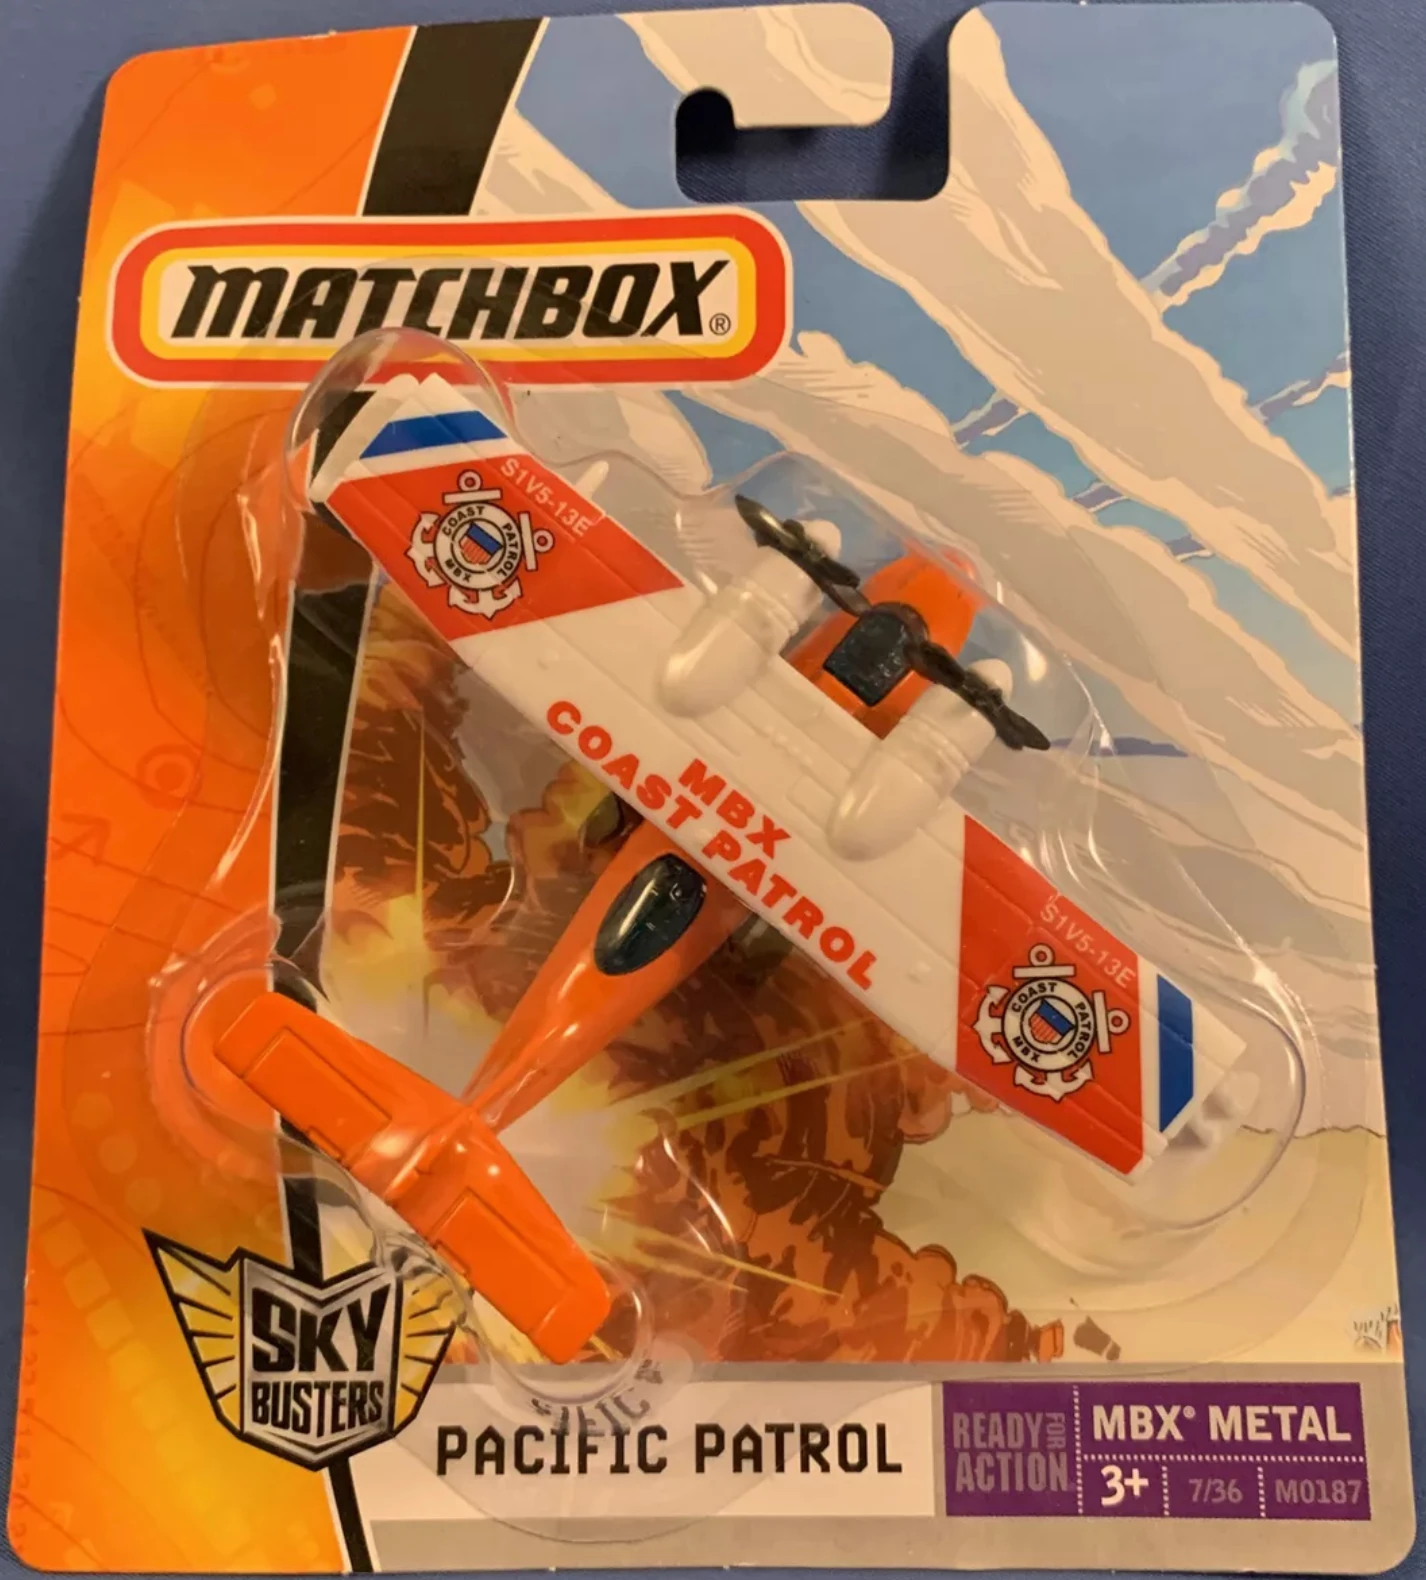 MATCHBOX®
S1V5-13E
COAST PATROL
MBX
MBX
COAST PATROL
S1V5-13E
COAST PATROL
MBX
SKY
BUSTERS
PACIFIC PATROL
READY FOR
ACTION
MBX® METAL
3+ 7/36 M0187